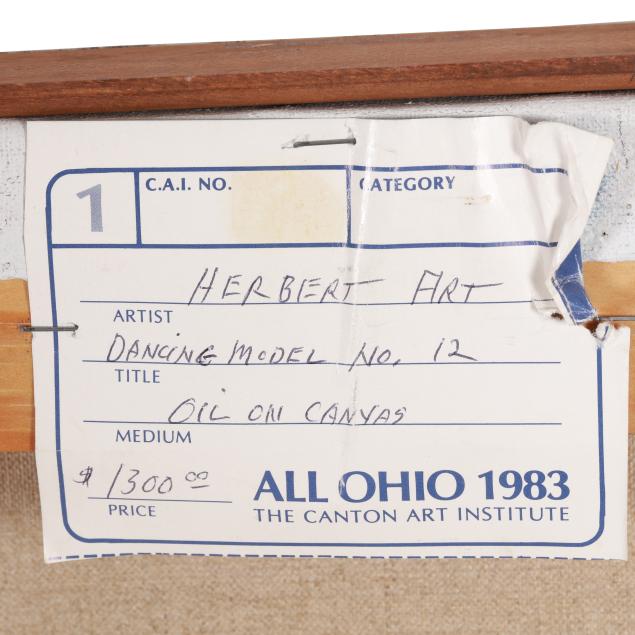 1
C.A.I. NO.
CATEGORY
HERBERT ART
ARTIST
DANCING MODEL NO. 12
TITLE
OIL ON CANVAS
MEDIUM
$ 1300 00
PRICE
ALL OHIO 1983
THE CANTON ART INSTITUTE